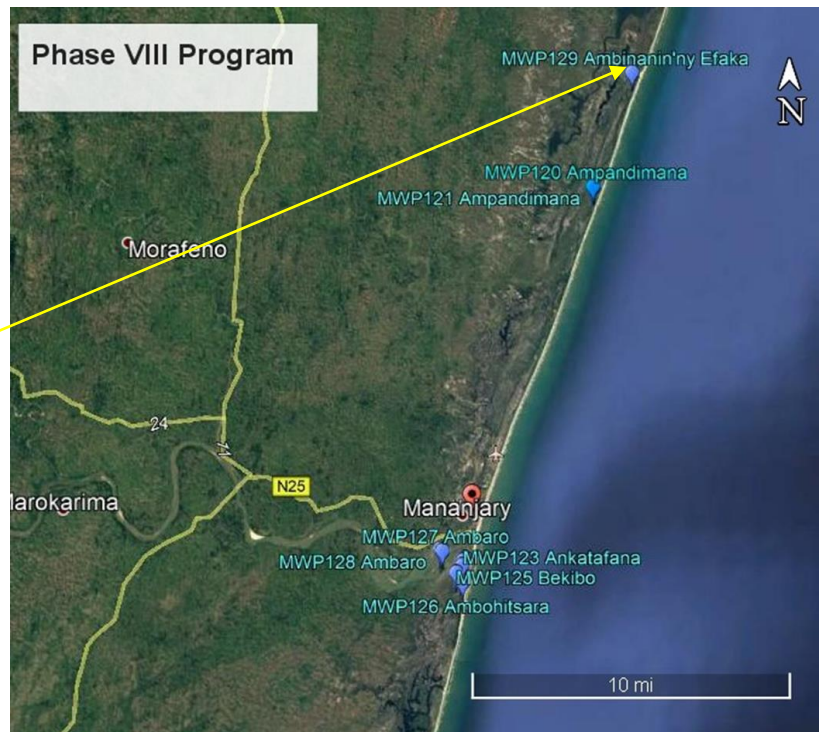 Phase VIII Program
MWP129 Ambinanin'ny Efaka
N
MWP120 Ampandimana
MWP121 Ampandimana
Morafeno
24
11
N25
Marokarima
Mananjary
MWP127 Ambaro
MWP128 Ambaro
MWP123 Ankatafana
MWP125 Bekibo
MWP126 Ambohitsara
10 mi